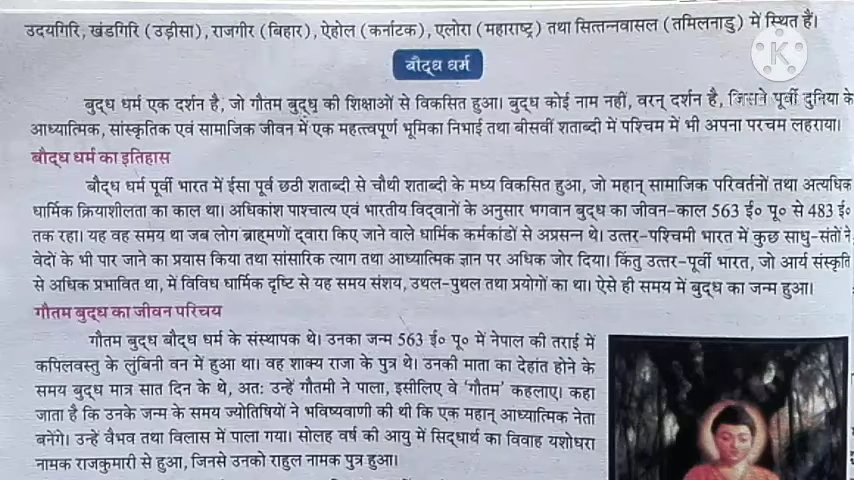 उदयगिरि, खंडगिरि (उड़ीसा), राजगीर (बिहार), ऐहोल (कर्नाटक), एलोरा (महाराष्ट्र) तथा सित्तन्नवासल (तमिलनाडु) में स्थित हैं।
बौद्ध धर्म
बुद्ध धर्म एक दर्शन है, जो गौतम बुद्ध की शिक्षाओं से विकसित हुआ। बुद्ध कोई नाम नहीं, वरन् दर्शन है, जिसने पूर्वी दुनिया के
आध्यात्मिक, सांस्कृतिक एवं सामाजिक जीवन में एक महत्त्वपूर्ण भूमिका निभाई तथा बीसवीं शताब्दी में पश्चिम में भी अपना परचम लहराया।
बौद्ध धर्म का इतिहास
बौद्ध धर्म पूर्वी भारत में ईसा पूर्व छठी शताब्दी से चौथी शताब्दी के मध्य विकसित हुआ, जो महान् सामाजिक परिवर्तनों तथा अत्यधिक
धार्मिक क्रियाशीलता का काल था। अधिकांश पाश्चात्य एवं भारतीय विद्वानों के अनुसार भगवान बुद्ध का जीवन-काल 563 ई० पू० से 483 ई०
तक रहा। यह वह समय था जब लोग ब्राह्मणों द्वारा किए जाने वाले धार्मिक कर्मकांडों से अप्रसन्न थे। उत्तर-पश्चिमी भारत में कुछ साधु-संतों ने
वेदों के भी पार जाने का प्रयास किया तथा सांसारिक त्याग तथा आध्यात्मिक ज्ञान पर अधिक जोर दिया। किंतु उत्तर-पूर्वी भारत, जो आर्य संस्कृति
से अधिक प्रभावित था, में विविध धार्मिक दृष्टि से यह समय संशय, उथल-पुथल तथा प्रयोगों का था। ऐसे ही समय में बुद्ध का जन्म हुआ।
गौतम बुद्ध का जीवन परिचय
गौतम बुद्ध बौद्ध धर्म के संस्थापक थे। उनका जन्म 563 ई० पू० में नेपाल की तराई में
कपिलवस्तु के लुंबिनी वन में हुआ था। वह शाक्य राजा के पुत्र थे। उनकी माता का देहांत होने के
समय बुद्ध मात्र सात दिन के थे, अतः उन्हें गौतमी ने पाला, इसीलिए वे 'गौतम' कहलाए। कहा
जाता है कि उनके जन्म के समय ज्योतिषियों ने भविष्यवाणी की थी कि एक महान् आध्यात्मिक नेता
बनेंगे। उन्हें वैभव तथा विलास में पाला गया। सोलह वर्ष की आयु में सिद्धार्थ का विवाह यशोधरा
नामक राजकुमारी से हुआ, जिनसे उनको राहुल नामक पुत्र हुआ।